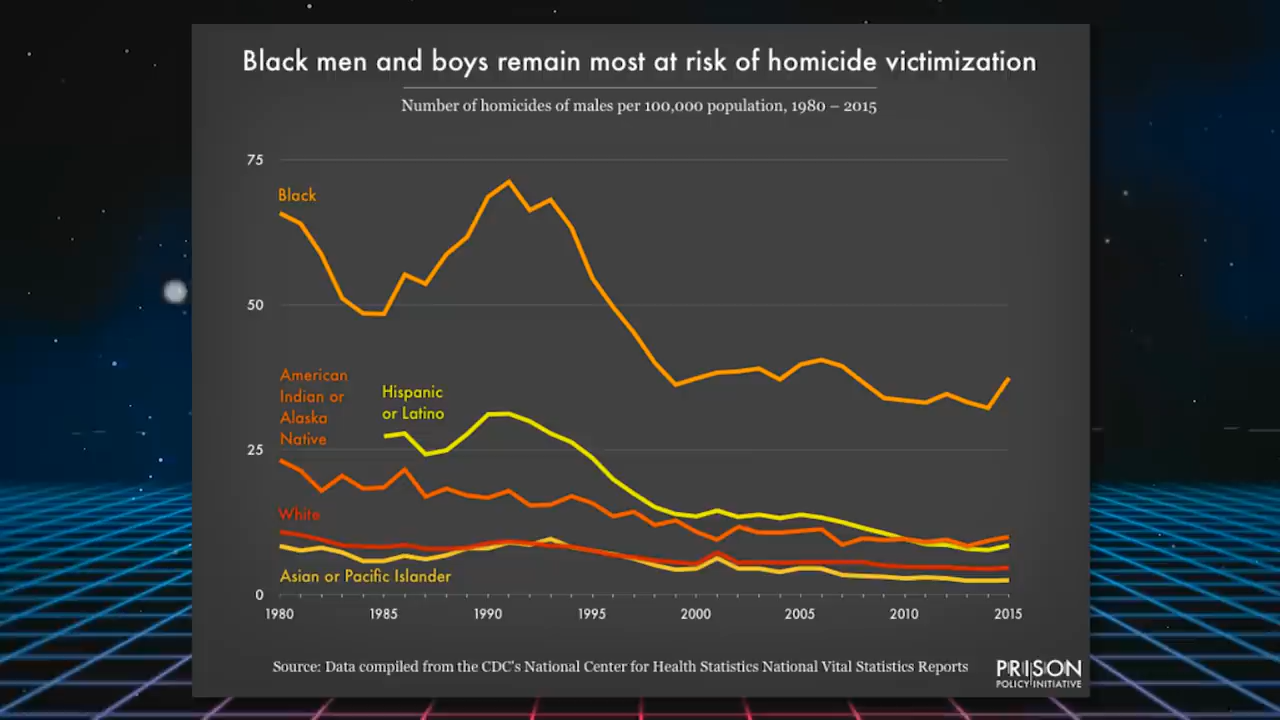 Black men and boys remain most at risk of homicide victimization
Number of homicides of males per 100,000 population, 1980 – 2015
75
Black
50
American
Indian or
Alaska
Native
Hispanic
or Latino
25
White
Asian or Pacific Islander
0
1980 1985 1990 1995 2000 2005 2010 2015
Source: Data compiled from the CDC's National Center for Health Statistics National Vital Statistics Reports
PRISON
POLICY INITIATIVE